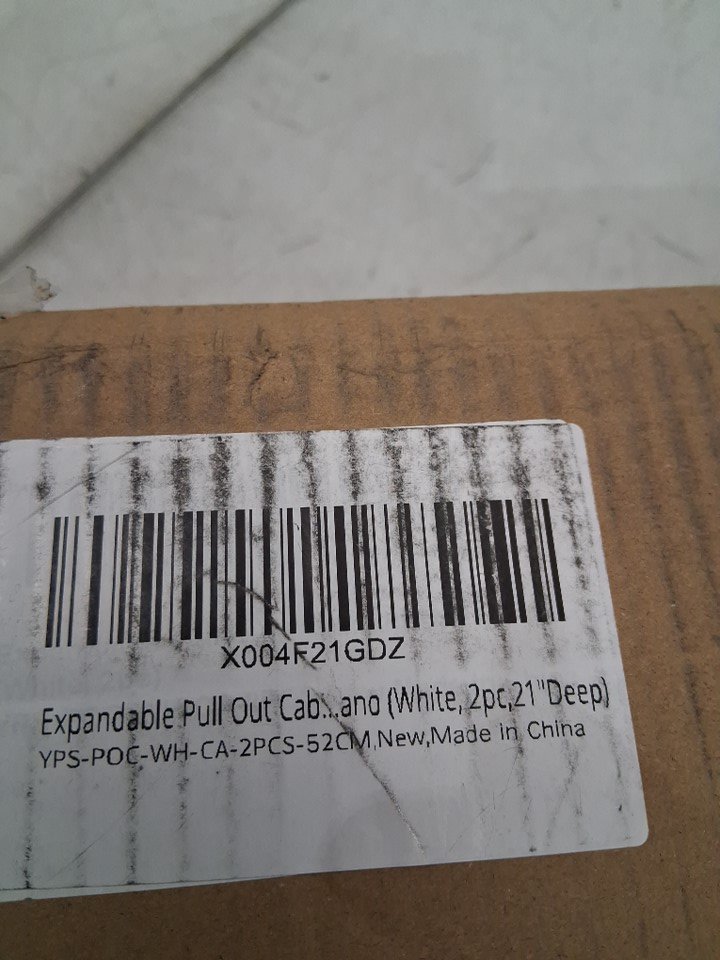 X004F21GDZ
Expandable Pull Out Cab...ano (White, 2pc,21"Deep)
YPS-POC-WH-CA-2PCS-52CM,New,Made in China